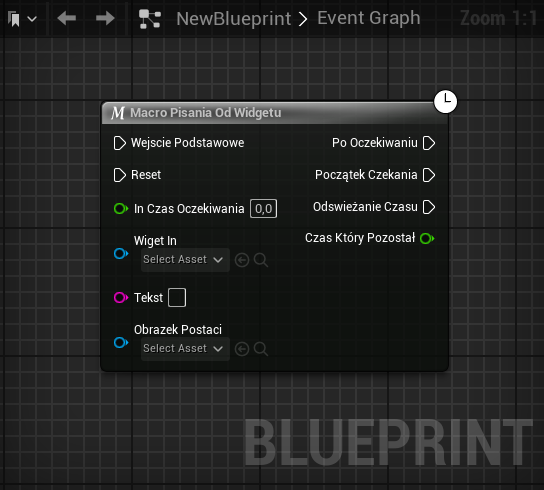 NewBlueprint > Event Graph Zoom 1:1
Macro Pisania Od Widgetu
Wejscie Podstawowe Po Oczekiwaniu
Reset Początek Czekania
In Czas Oczekiwania 0,0 Odswieżanie Czasu
Wiget In Czas Który Pozostał
Select Asset
Tekst
Obrazek Postaci
Select Asset
BLUEPRINT